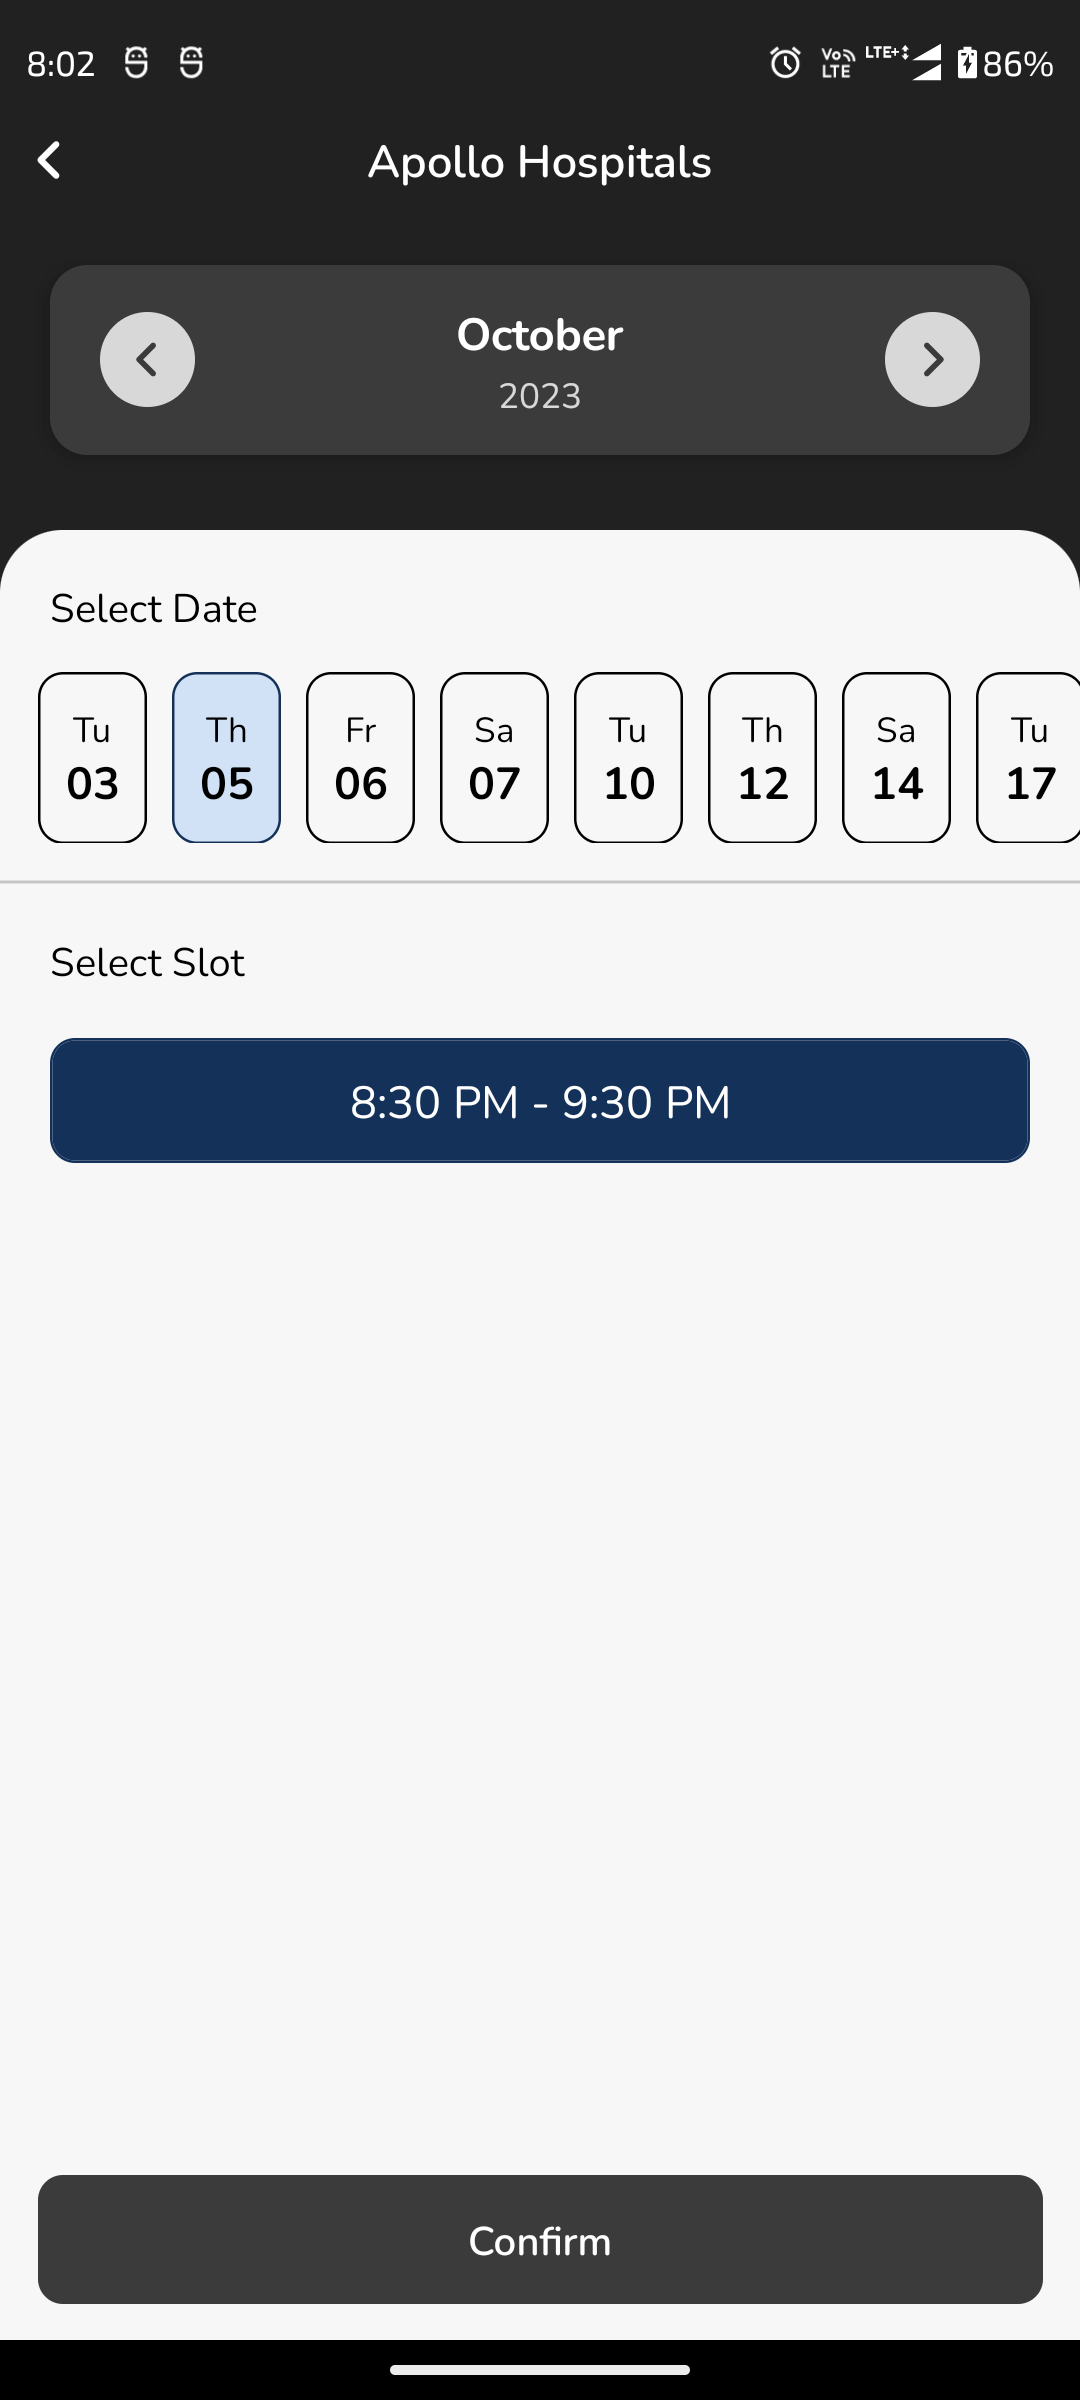 8:02 Vo LTE LTE+ 86%
Apollo Hospitals
October
2023
Select Date
Tu Th Fr Sa Tu Th Sa Tu
03 05 06 07 10 12 14 17
Select Slot
8:30 PM - 9:30 PM
Confirm